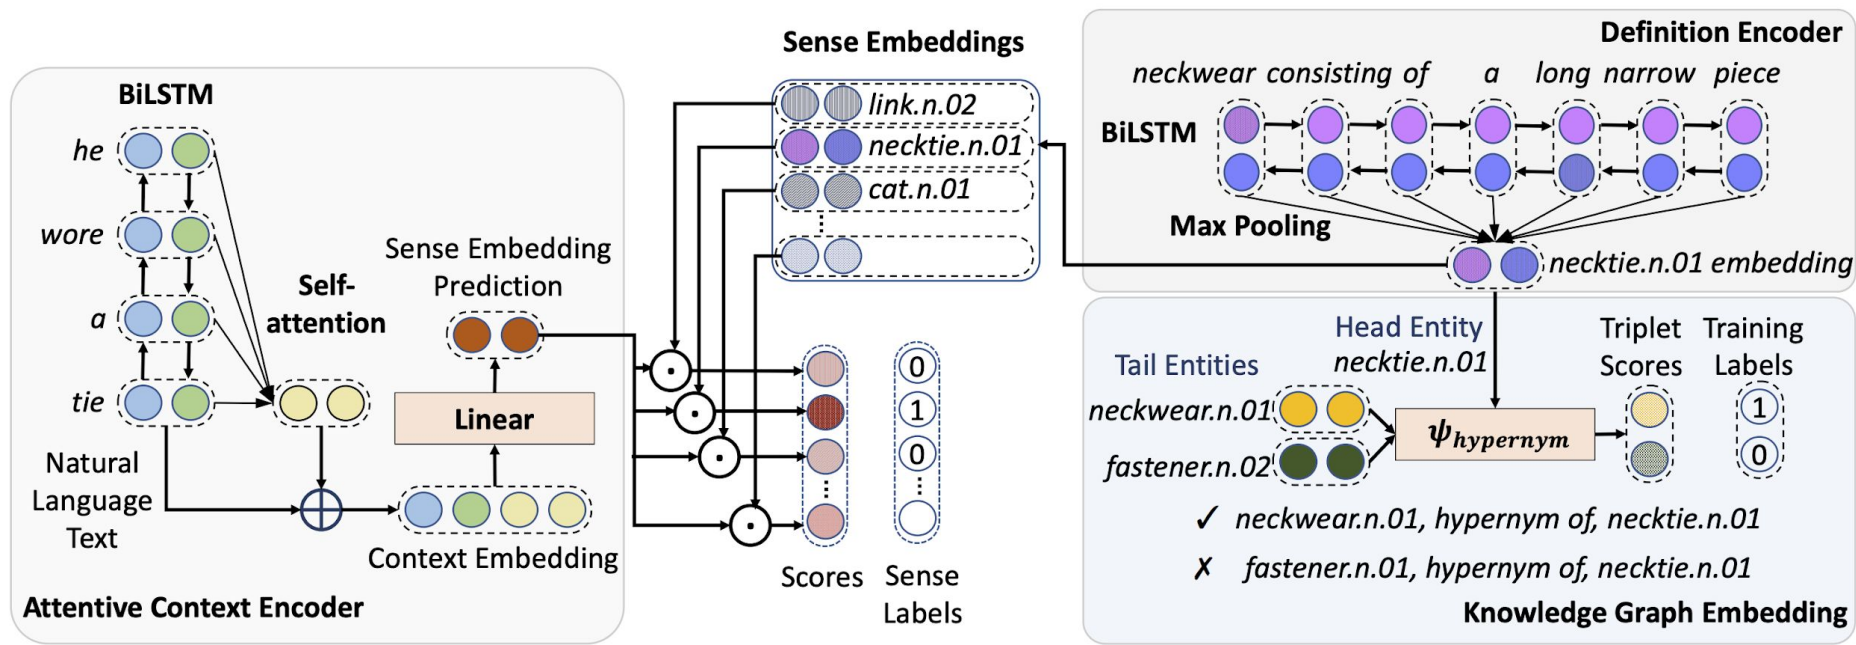 BiLSTM
he
wore
a
tie
Natural
Language
Text
Self-
attention
Sense Embedding
Prediction
Linear
Context Embedding
Attentive Context Encoder
Sense Embeddings
link.n.02
necktie.n.01
cat.n.01
Scores
0
1
0
Sense
Labels
Definition Encoder
neckwear consisting of a long narrow piece
BiLSTM
Max Pooling
necktie.n.01 embedding
Head Entity
necktie.n.01
Tail Entities
neckwear.n.01
fastener.n.02
ψhypernym
Triplet
Scores
Training
Labels
1
0
✓ neckwear.n.01, hypernym of, necktie.n.01
✗ fastener.n.01, hypernym of, necktie.n.01
Knowledge Graph Embedding